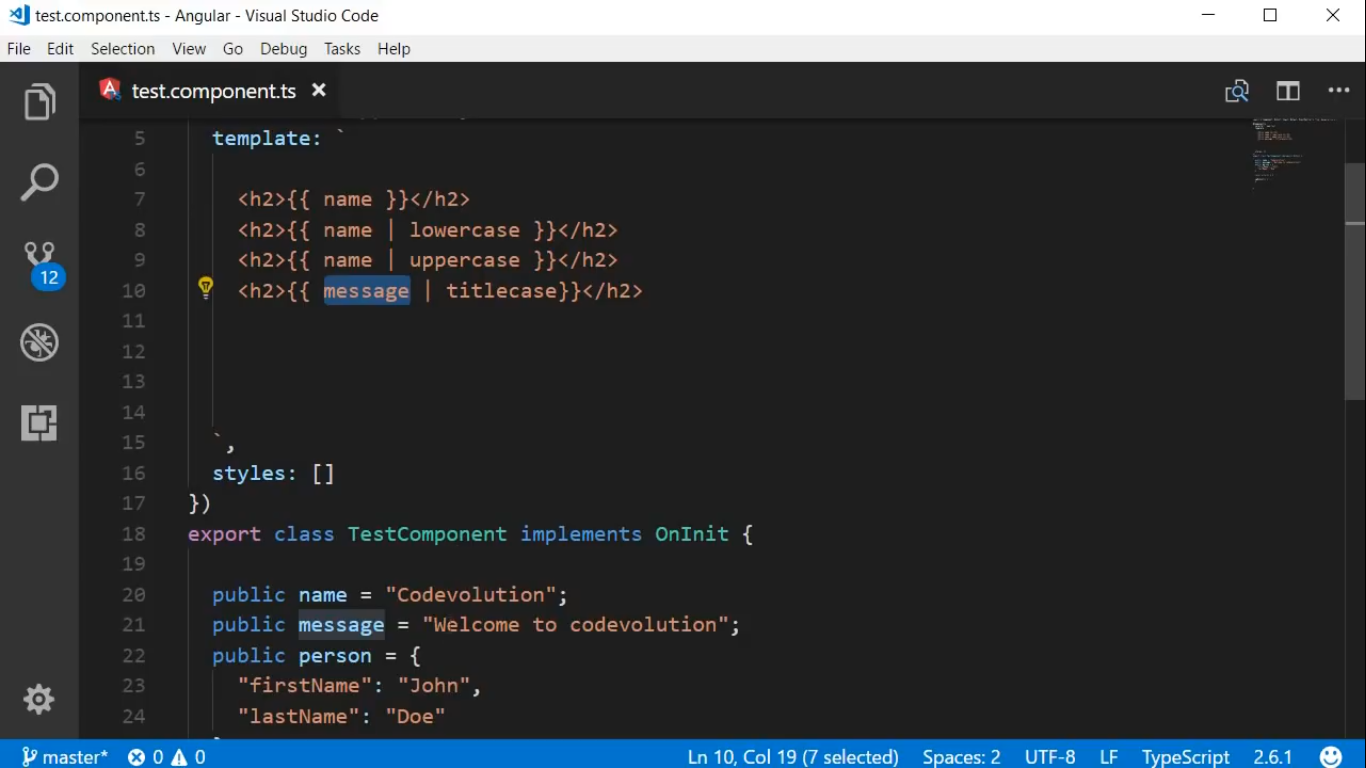 test.component.ts - Angular - Visual Studio Code
File Edit Selection View Go Debug Tasks Help
test.component.ts
5 template: `
6
7 <h2>{{ name }}</h2>
8 <h2>{{ name | lowercase }}</h2>
9 <h2>{{ name | uppercase }}</h2>
10 <h2>{{ message | titlecase}}</h2>
11
12
13
14
15 `,
16 styles: []
17 })
18 export class TestComponent implements OnInit {
19
20 public name = "Codevolution";
21 public message = "Welcome to codevolution";
22 public person = {
23 "firstName": "John",
24 "lastName": "Doe"
12
master* 0 0 Ln 10, Col 19 (7 selected) Spaces: 2 UTF-8 LF TypeScript 2.6.1